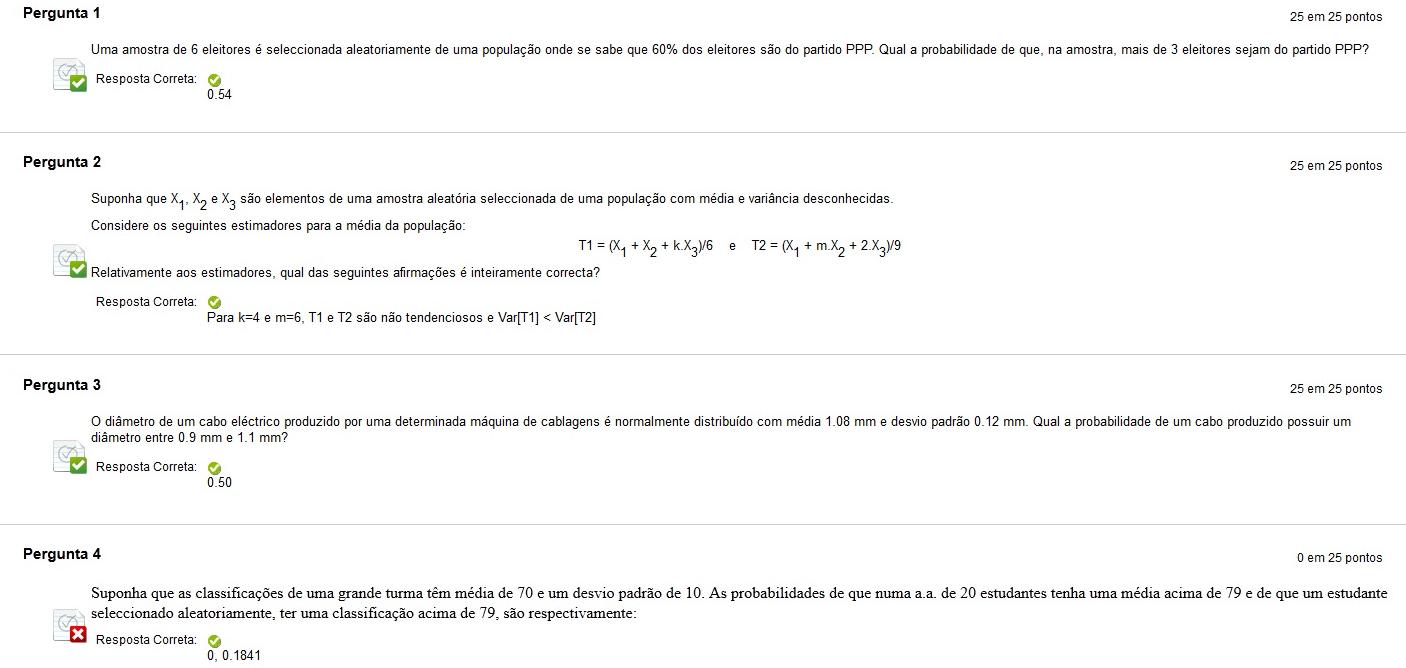 Pergunta 1
25 em 25 pontos
Uma amostra de 6 eleitores é seleccionada aleatoriamente de uma população onde se sabe que 60% dos eleitores são do partido PPP. Qual a probabilidade de que, na amostra, mais de 3 eleitores sejam do partido PPP?
Resposta Correta:
0.54
Pergunta 2
25 em 25 pontos
Suponha que X1, X2 e X3 são elementos de uma amostra aleatória seleccionada de uma população com média e variância desconhecidas.
Considere os seguintes estimadores para a média da população:
T1 = (X1 + X2 + k.X3)/6 e T2 = (X1 + m.X2 + 2.X3)/9
Relativamente aos estimadores, qual das seguintes afirmações é inteiramente correcta?
Resposta Correta:
Para k=4 e m=6, T1 e T2 são não tendenciosos e Var[T1] < Var[T2]
Pergunta 3
25 em 25 pontos
O diâmetro de um cabo eléctrico produzido por uma determinada máquina de cablagens é normalmente distribuído com média 1.08 mm e desvio padrão 0.12 mm. Qual a probabilidade de um cabo produzido possuir um
diâmetro entre 0.9 mm e 1.1 mm?
Resposta Correta:
0.50
Pergunta 4
0 em 25 pontos
Suponha que as classificações de uma grande turma têm média de 70 e um desvio padrão de 10. As probabilidades de que numa a.a. de 20 estudantes tenha uma média acima de 79 e de que um estudante
seleccionado aleatoriamente, ter uma classificação acima de 79, são respectivamente:
Resposta Correta:
0, 0.1841